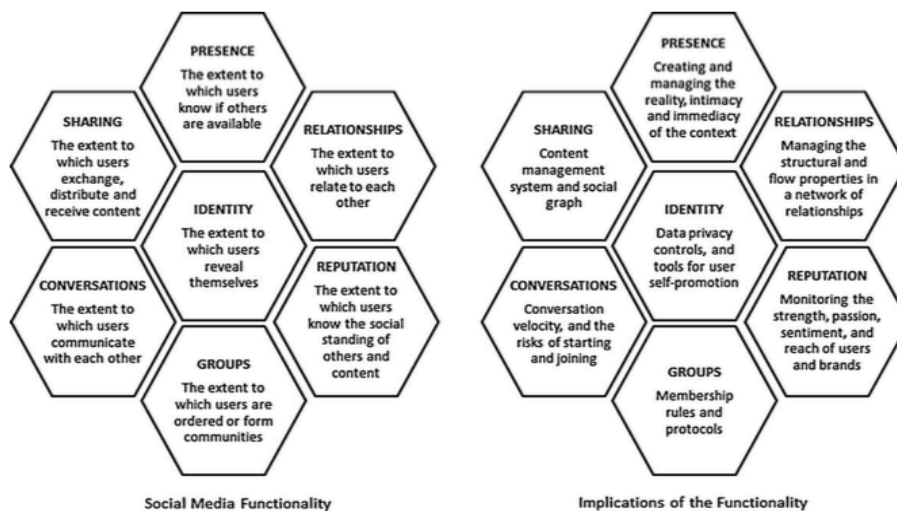 PRESENCE
The extent to
which users
know if others
are available
SHARING
The extent to
which users
exchange,
distribute and
receive content
RELATIONSHIPS
The extent to
which users
relate to each
other
IDENTITY
The extent to
which users
reveal
themselves
CONVERSATIONS
The extent to
which users
communicate
with each other
REPUTATION
The extent to
which users
know the social
standing of
others and
content
GROUPS
The extent to
which users are
ordered or form
communities
Social Media Functionality
PRESENCE
Creating and
managing the
reality, intimacy
and immediacy
of the context
SHARING
Content
management
system and social
graph
RELATIONSHIPS
Managing the
structural and
flow properties in
a network of
relationships
IDENTITY
Data privacy
controls, and
tools for user
self-promotion
CONVERSATIONS
Conversation
velocity, and the
risks of starting
and joining
REPUTATION
Monitoring the
strength, passion,
sentiment, and
reach of users
and brands
GROUPS
Membership
rules and
protocols
Implications of the Functionality